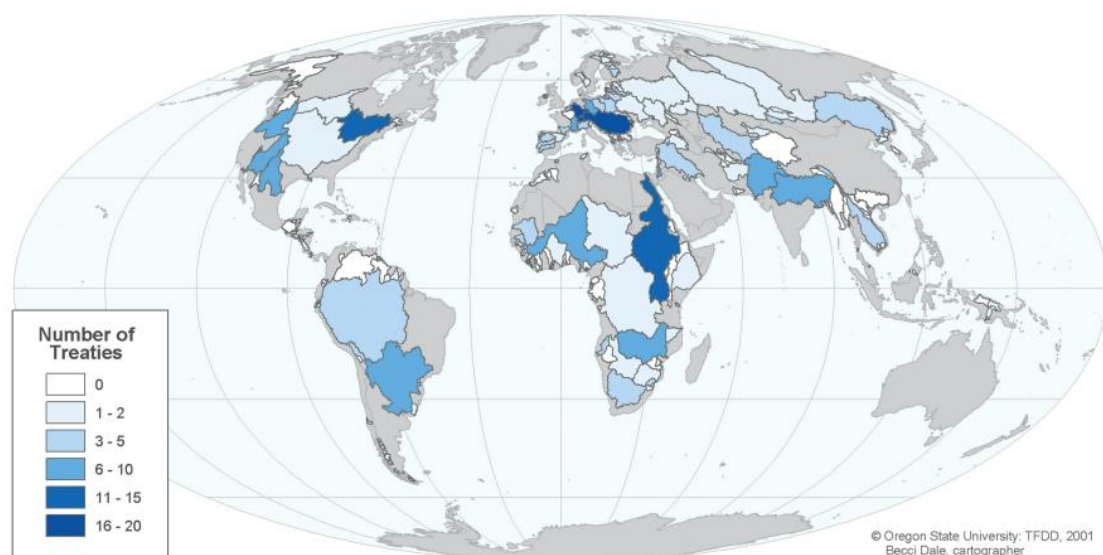 Number of
Treaties
0
1 - 2
3 - 5
6 - 10
11 - 15
16 - 20
© Oregon State University: TFDD, 2001
Becci Dale, cartographer